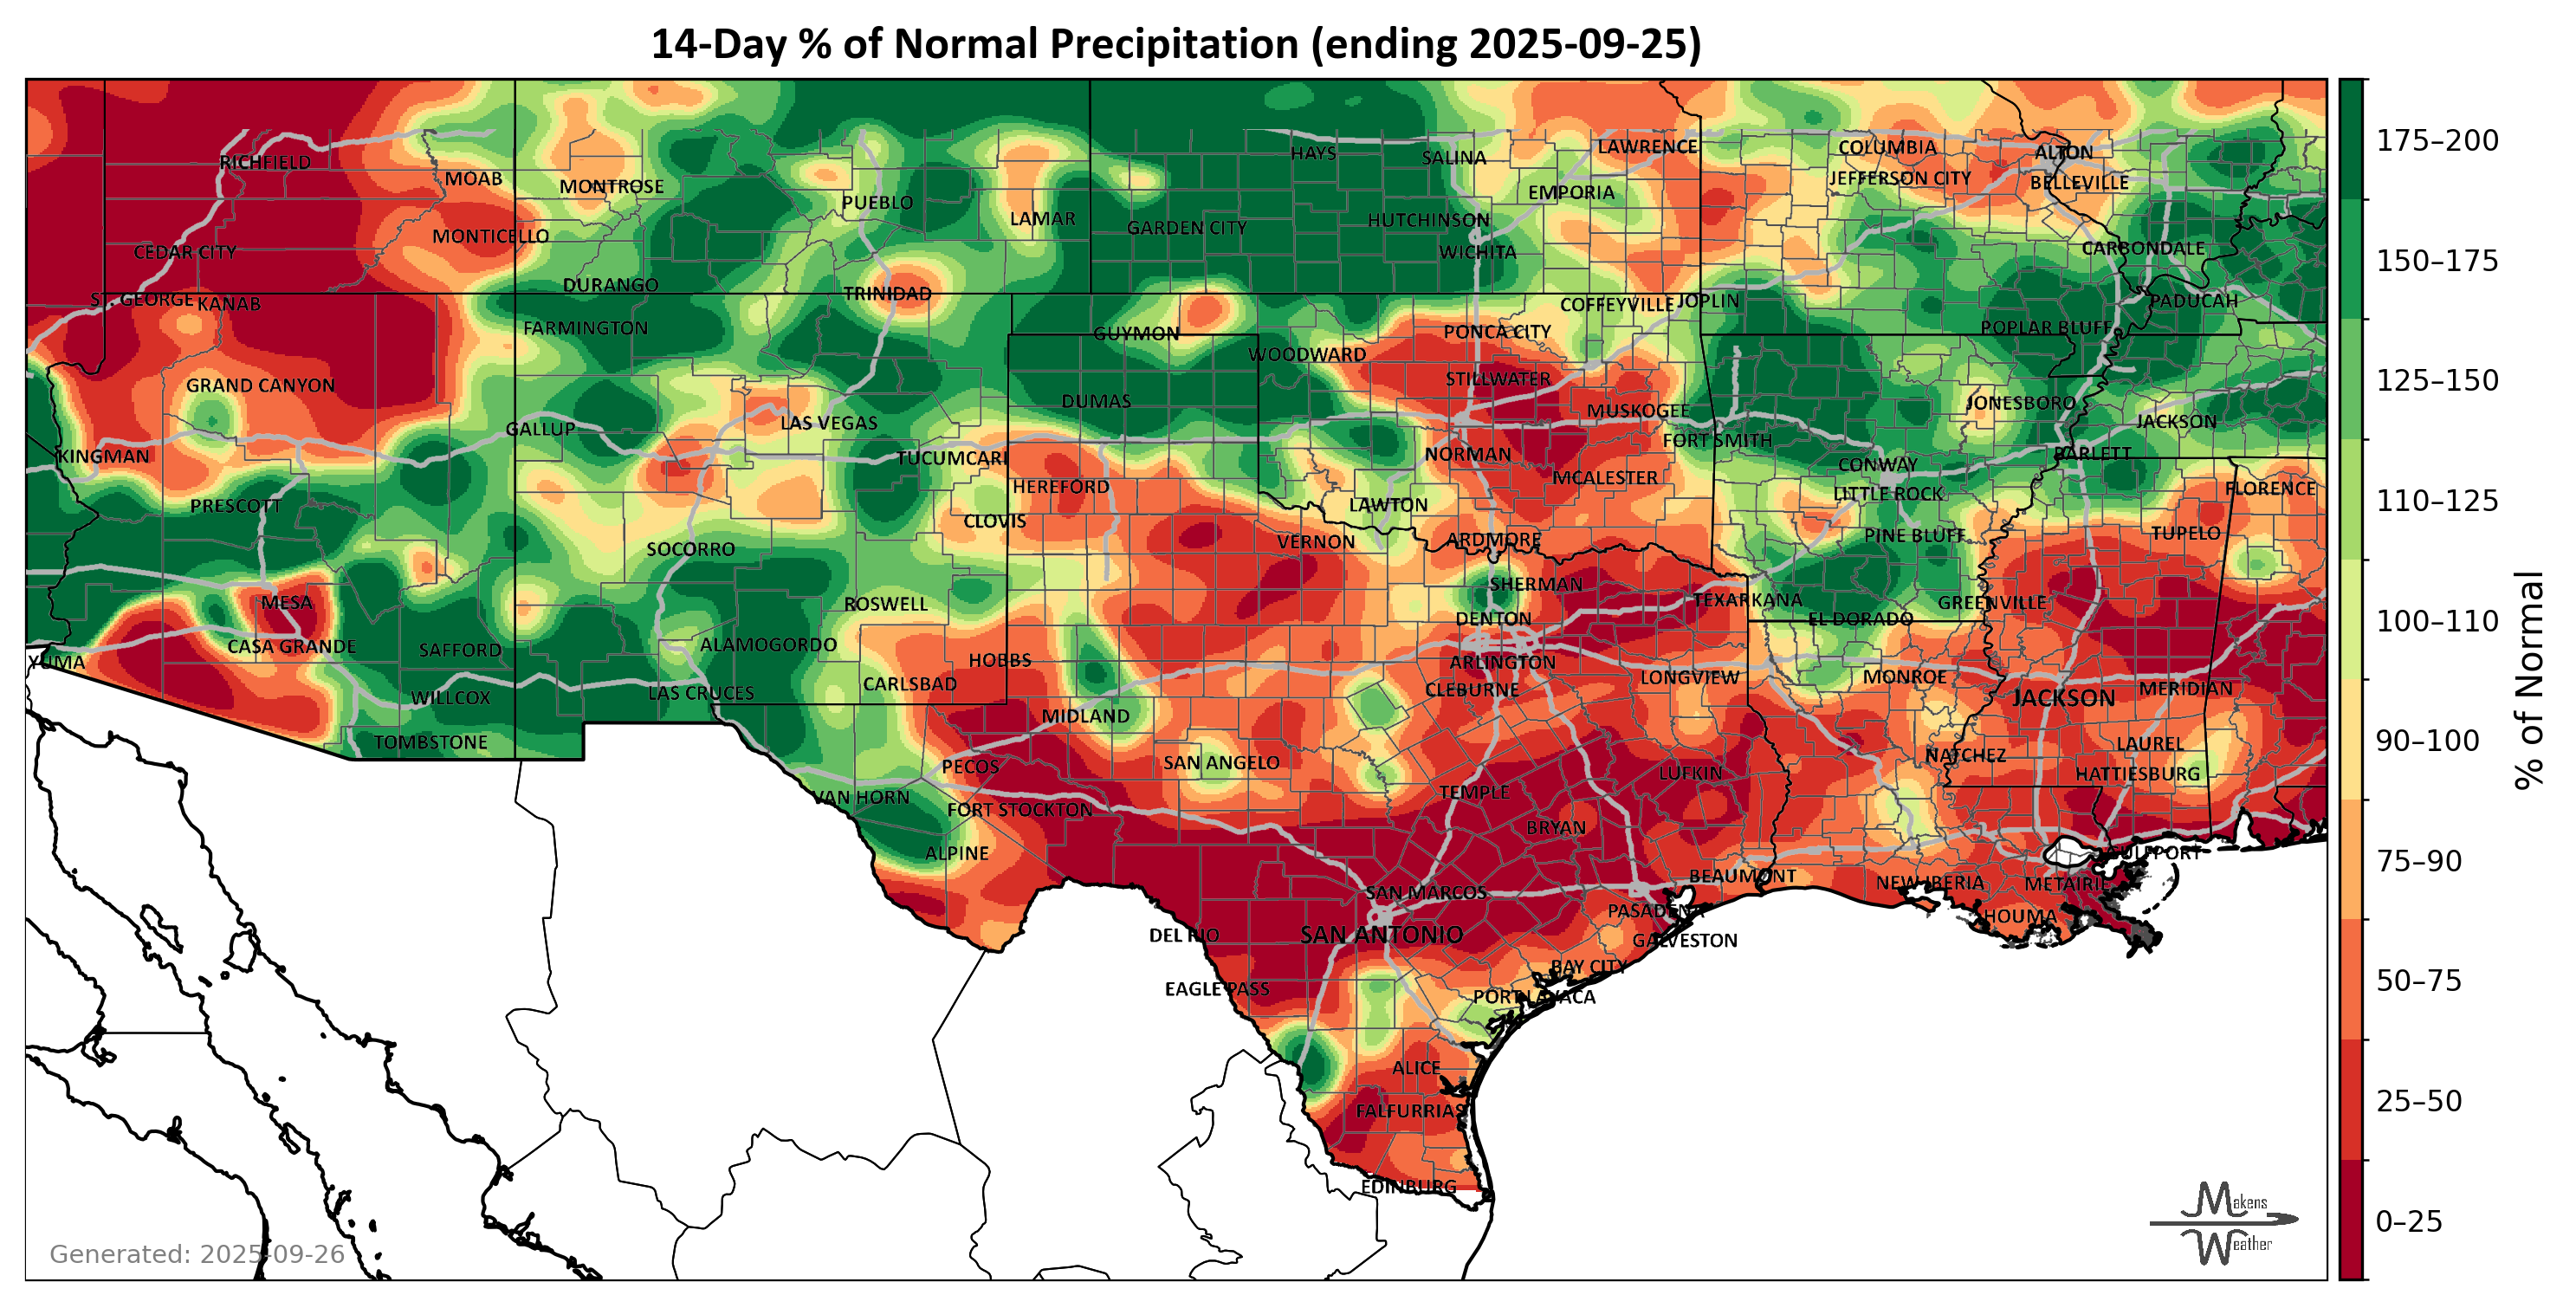 14-Day % of Normal Precipitation (ending 2025-09-25)
RICHFIELD
MOAB
MONTROSE
PUEBLO
LAMAR
HAYS
SALINA
LAWRENCE
EMPORIA
COLUMBIA
JEFFERSON CITY
ALTON
BELLEVILLE
CEDAR CITY
MONTICELLO
GARDEN CITY
HUTCHINSON
WICHITA
CARBONDALE
ST. GEORGE
KANAB
DURANGO
TRINIDAD
COFFEYVILLE
JOPLIN
PADUCAH
FARMINGTON
GUYMON
PONCA CITY
POPLAR BLUFF
WOODWARD
GRAND CANYON
STILLWATER
DUMAS
MUSKOGEE
JONESBORO
JACKSON
GALLUP
LAS VEGAS
FORT SMITH
KINGMAN
TUCUMCARI
NORMAN
CONWAY
BARLETT
HEREFORD
MCALESTER
LITTLE ROCK
FLORENCE
PRESCOTT
LAWTON
CLOVIS
PINE BLUFF
TUPELO
SOCORRO
VERNON
ARDMORE
MESA
ROSWELL
SHERMAN
TEXARKANA
GREENVILLE
DENTON
EL DORADO
CASA GRANDE
SAFFORD
ALAMOGORDO
YUMA
HOBBS
ARLINGTON
LONGVIEW
MONROE
WILLCOX
LAS CRUCES
CARLSBAD
CLEBURNE
JACKSON
MERIDIAN
MIDLAND
TOMBSTONE
PECOS
SAN ANGELO
LUFKIN
NATCHEZ
LAUREL
HATTIESBURG
VAN HORN
FORT STOCKTON
TEMPLE
BRYAN
ALPINE
GULFPORT
SAN MARCOS
BEAUMONT
NEW IBERIA
METAIRIE
DEL RIO
SAN ANTONIO
PASADENA
GALVESTON
HOUMA
EAGLE PASS
BAY CITY
PORT LAVACA
ALICE
FALFURRIAS
EDINBURG
Generated: 2025-09-26
Makens
Weather
175–200
150–175
125–150
110–125
100–110
90–100
75–90
50–75
25–50
0–25
% of Normal